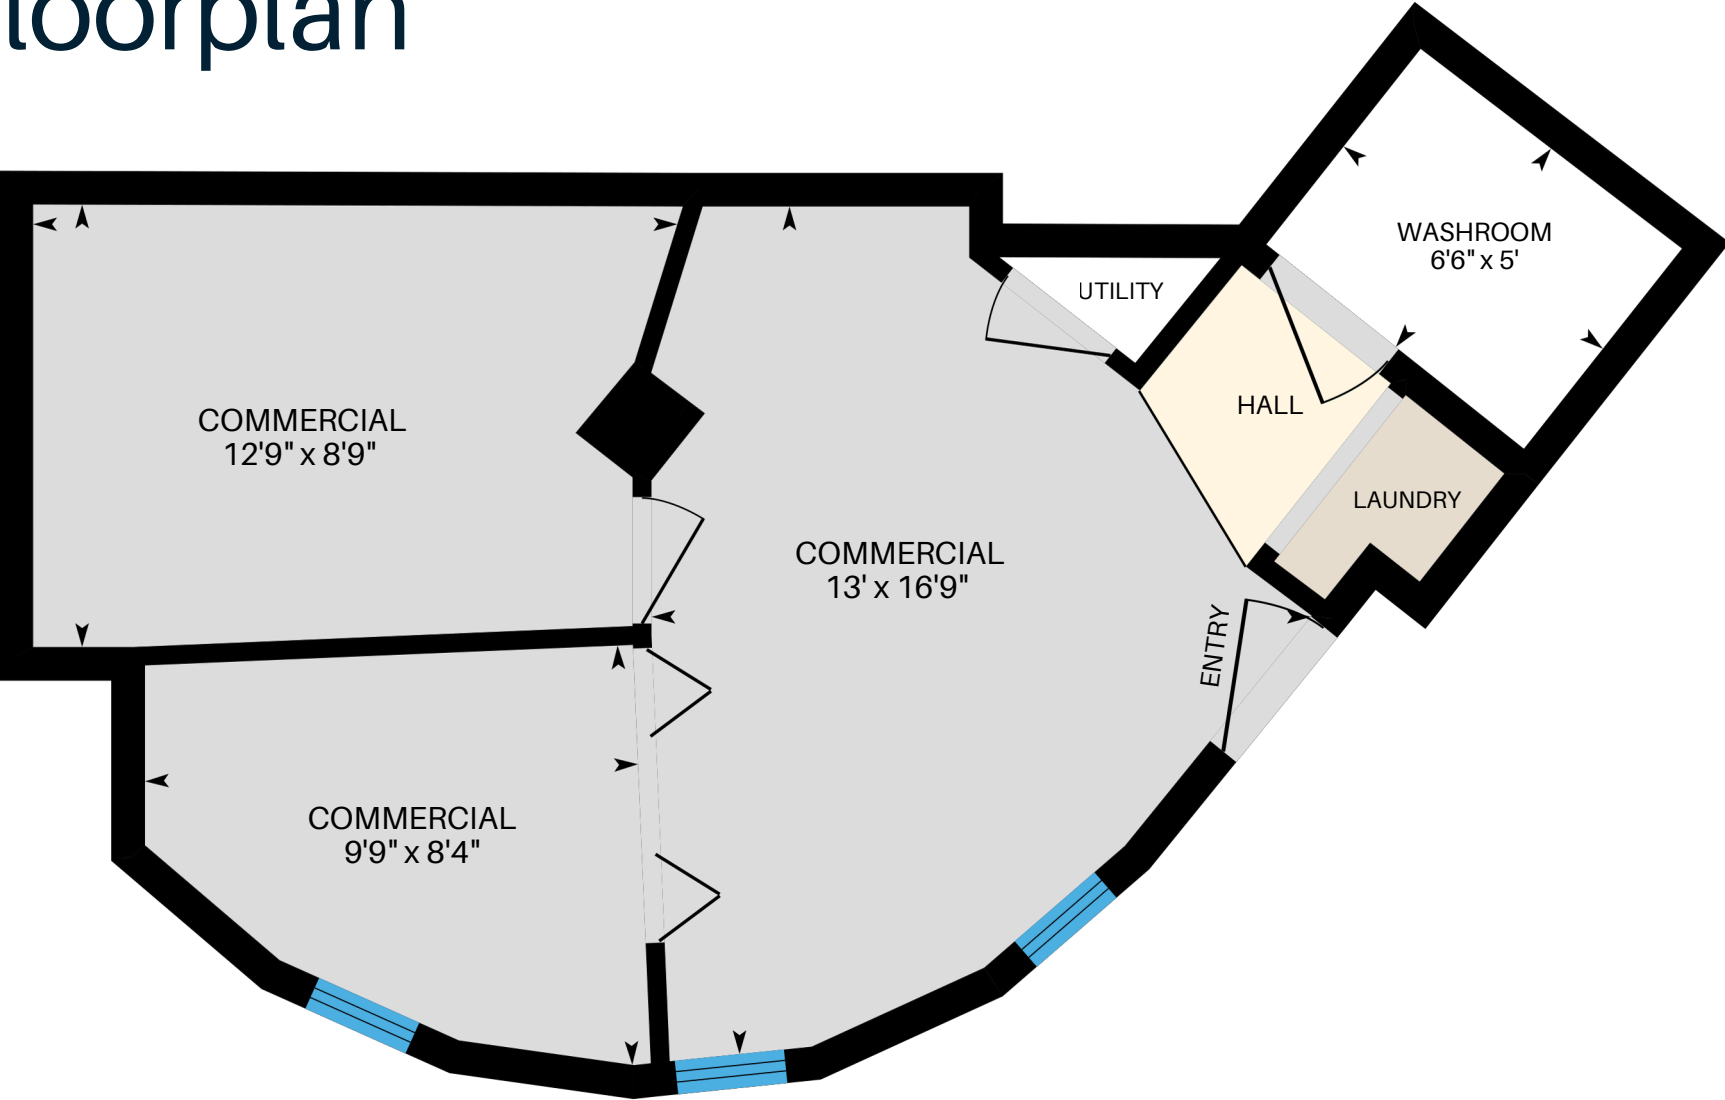 loorplan
WASHROOM
6'6" x 5'
UTILITY
HALL
COMMERCIAL
12'9" x 8'9"
LAUNDRY
COMMERCIAL
13' x 16'9"
ENTRY
COMMERCIAL
9'9" x 8'4"